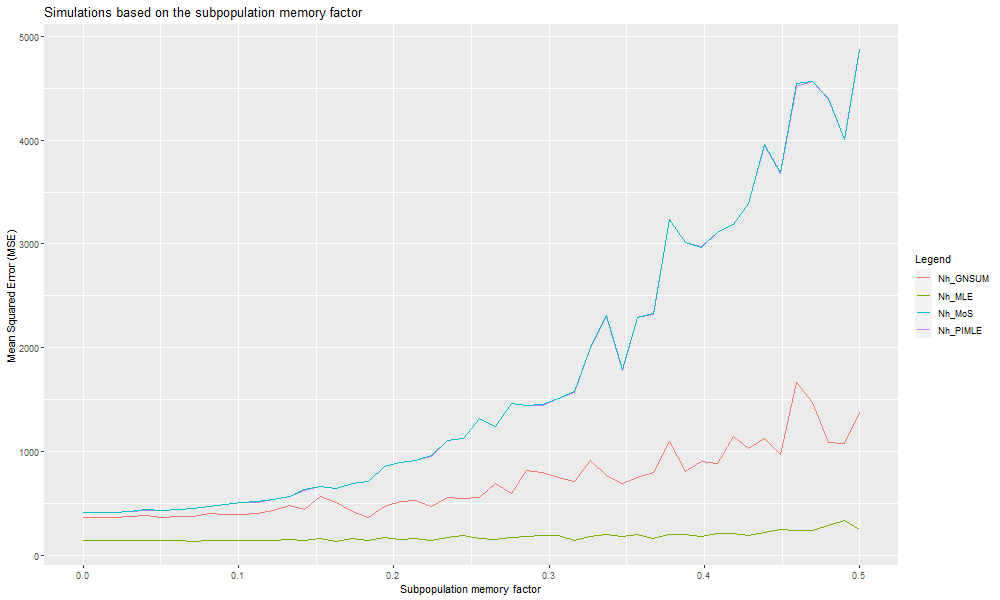 Simulations based on the subpopulation memory factor
5000
4000
3000
2000
1000
0
Mean Squared Error (MSE)
0.0 0.1 0.2 0.3 0.4 0.5
Subpopulation memory factor
Legend
Nh_GNSUM
Nh_MLE
Nh_MoS
Nh_PIMLE